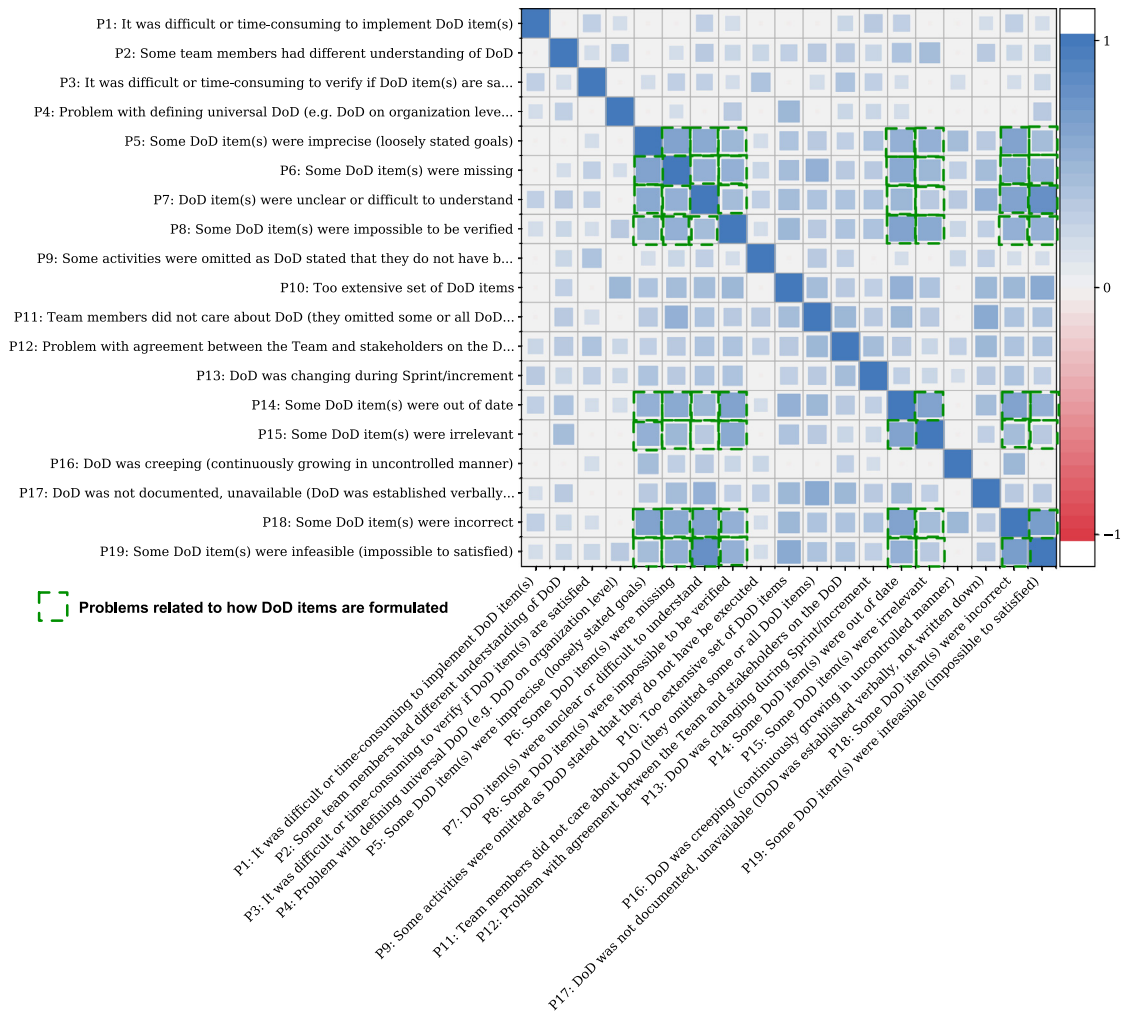 P1: It was difficult or time-consuming to implement DoD item(s)
P2: Some team members had different understanding of DoD
P3: It was difficult or time-consuming to verify if DoD item(s) are sa...
P4: Problem with defining universal DoD (e.g. DoD on organization leve...
P5: Some DoD item(s) were imprecise (loosely stated goals)
P6: Some DoD item(s) were missing
P7: DoD item(s) were unclear or difficult to understand
P8: Some DoD item(s) were impossible to be verified
P9: Some activities were omitted as DoD stated that they do not have b...
P10: Too extensive set of DoD items
P11: Team members did not care about DoD (they omitted some or all DoD...
P12: Problem with agreement between the Team and stakeholders on the D...
P13: DoD was changing during Sprint/increment
P14: Some DoD item(s) were out of date
P15: Some DoD item(s) were irrelevant
P16: DoD was creeping (continuously growing in uncontrolled manner)
P17: DoD was not documented, unavailable (DoD was established verbally...
P18: Some DoD item(s) were incorrect
P19: Some DoD item(s) were infeasible (impossible to satisfied)
1
0
−1
Problems related to how DoD items are formulated
P1: It was difficult or time-consuming to implement DoD item(s)
P2: Some team members had different understanding of DoD
P3: It was difficult or time-consuming to verify if DoD item(s) are satisfied
P4: Problem with defining universal DoD (e.g. DoD on organization level)
P5: Some DoD item(s) were imprecise (loosely stated goals)
P6: Some DoD item(s) were missing
P7: DoD item(s) were unclear or difficult to understand
P8: Some DoD item(s) were impossible to be verified
P9: Some activities were omitted as DoD stated that they do not have be executed
P10: Too extensive set of DoD items
P11: Team members did not care about DoD (they omitted some or all DoD items)
P12: Problem with agreement between the Team and stakeholders on the DoD
P13: DoD was changing during Sprint/increment
P14: Some DoD item(s) were out of date
P15: Some DoD item(s) were irrelevant
P16: DoD was creeping (continuously growing in uncontrolled manner)
P17: DoD was not documented, unavailable (DoD was established verbally, not written down)
P18: Some DoD item(s) were incorrect
P19: Some DoD item(s) were infeasible (impossible to satisfied)